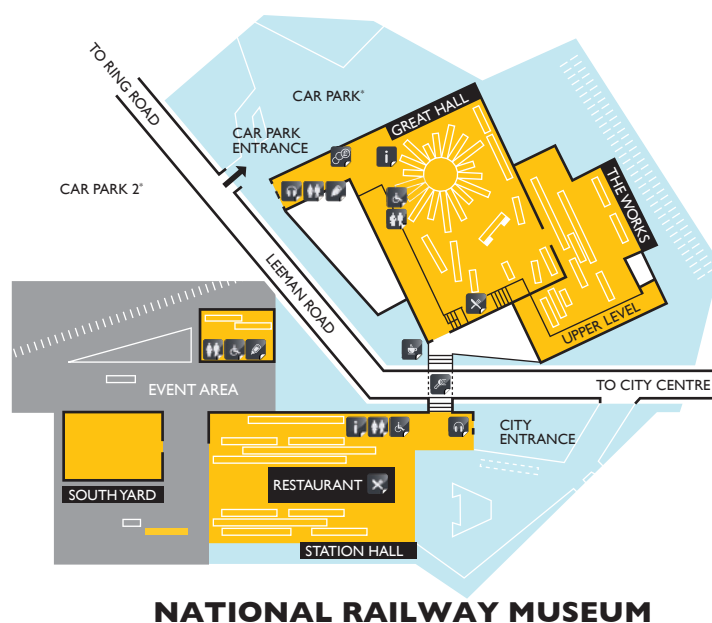 TO RING ROAD
CAR PARK*
GREAT HALL
CAR PARK
ENTRANCE
CAR PARK 2*
THE WORKS
LEEMAN ROAD
UPPER LEVEL
EVENT AREA
TO CITY CENTRE
CITY
ENTRANCE
RESTAURANT
SOUTH YARD
STATION HALL
NATIONAL RAILWAY MUSEUM